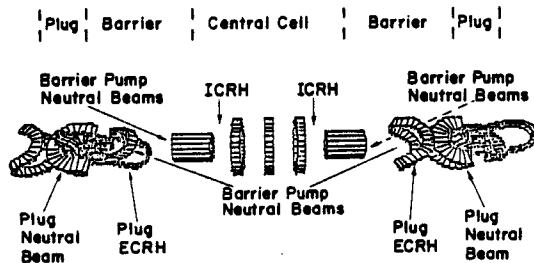 Plug Barrier Central Cell Barrier Plug
Barrier Pump
Neutral Beams
ICRH
ICRH
Barrier Pump
Neutral Beams
Barrier Pump
Neutral Beams
Plug
Neutral
Beam
Plug
ECRH
Plug
ECRH
Plug
Neutral
Beam